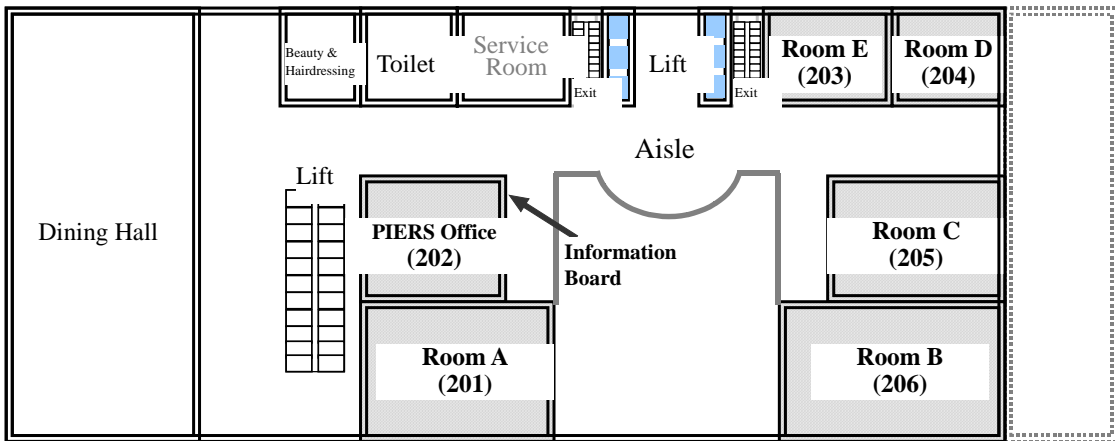 Beauty &
Hairdressing
Toilet
Service
Room
Exit
Lift
Exit
Room E
(203)
Room D
(204)
Aisle
Lift
Dining Hall
PIERS Office
(202)
Information
Board
Room C
(205)
Room A
(201)
Room B
(206)